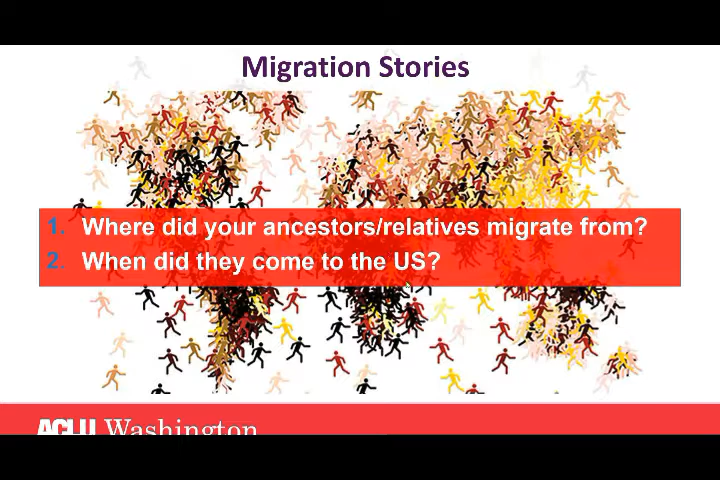 Migration Stories
1. Where did your ancestors/relatives migrate from?
2. When did they come to the US?
ACLU Washington